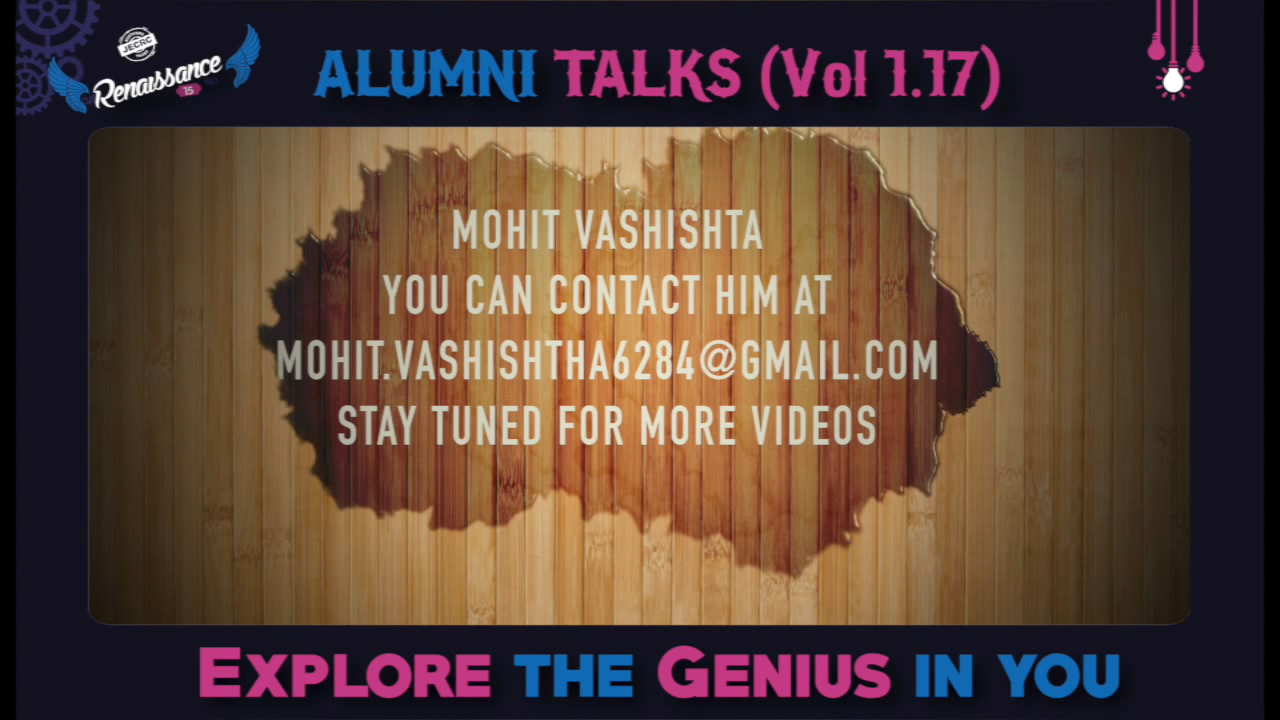 JECRC
Renaissance
15
ALUMNI TALKS (Vol 1.17)
MOHIT VASHISHTA
YOU CAN CONTACT HIM AT
MOHIT.VASHISHTHA6284@GMAIL.COM
STAY TUNED FOR MORE VIDEOS
EXPLORE THE GENIUS IN YOU